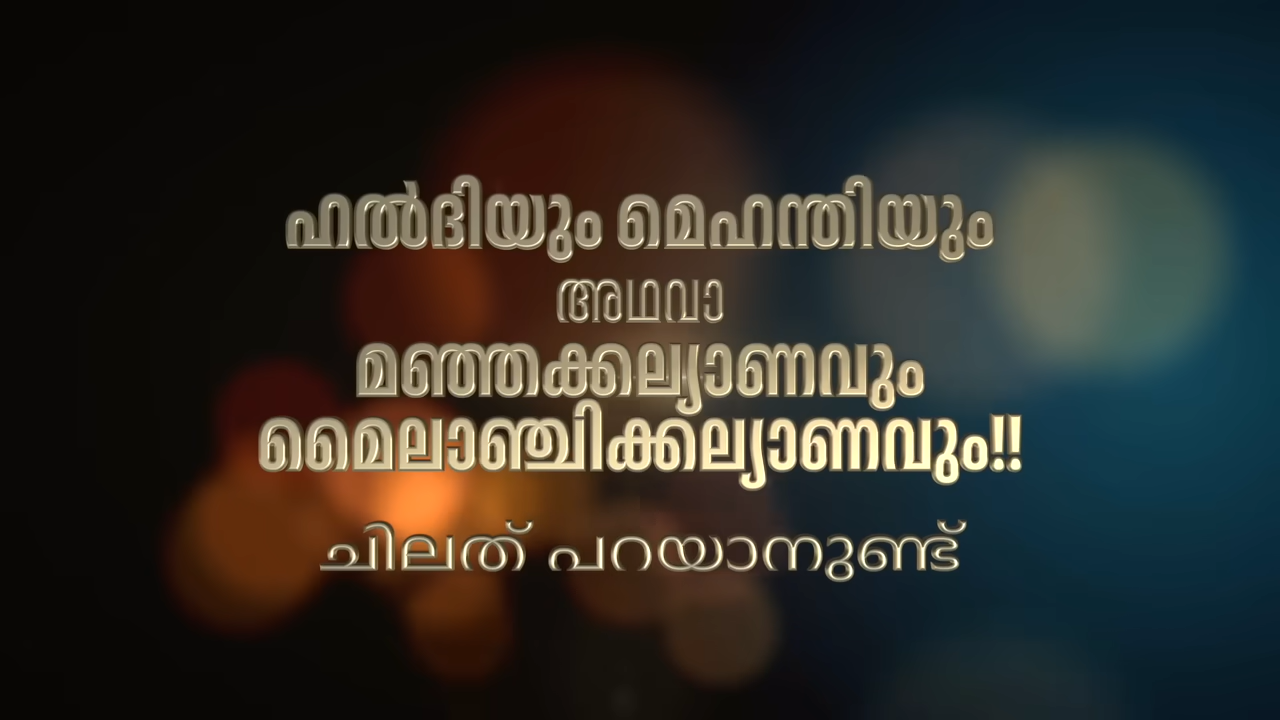 ഹൽദിയും മെഹന്തിയും
അഥവാ
മഞ്ഞക്കല്യാണവും
മൈലാഞ്ചിക്കല്യാണവും!!
ചിലത് പറയാനുണ്ട്